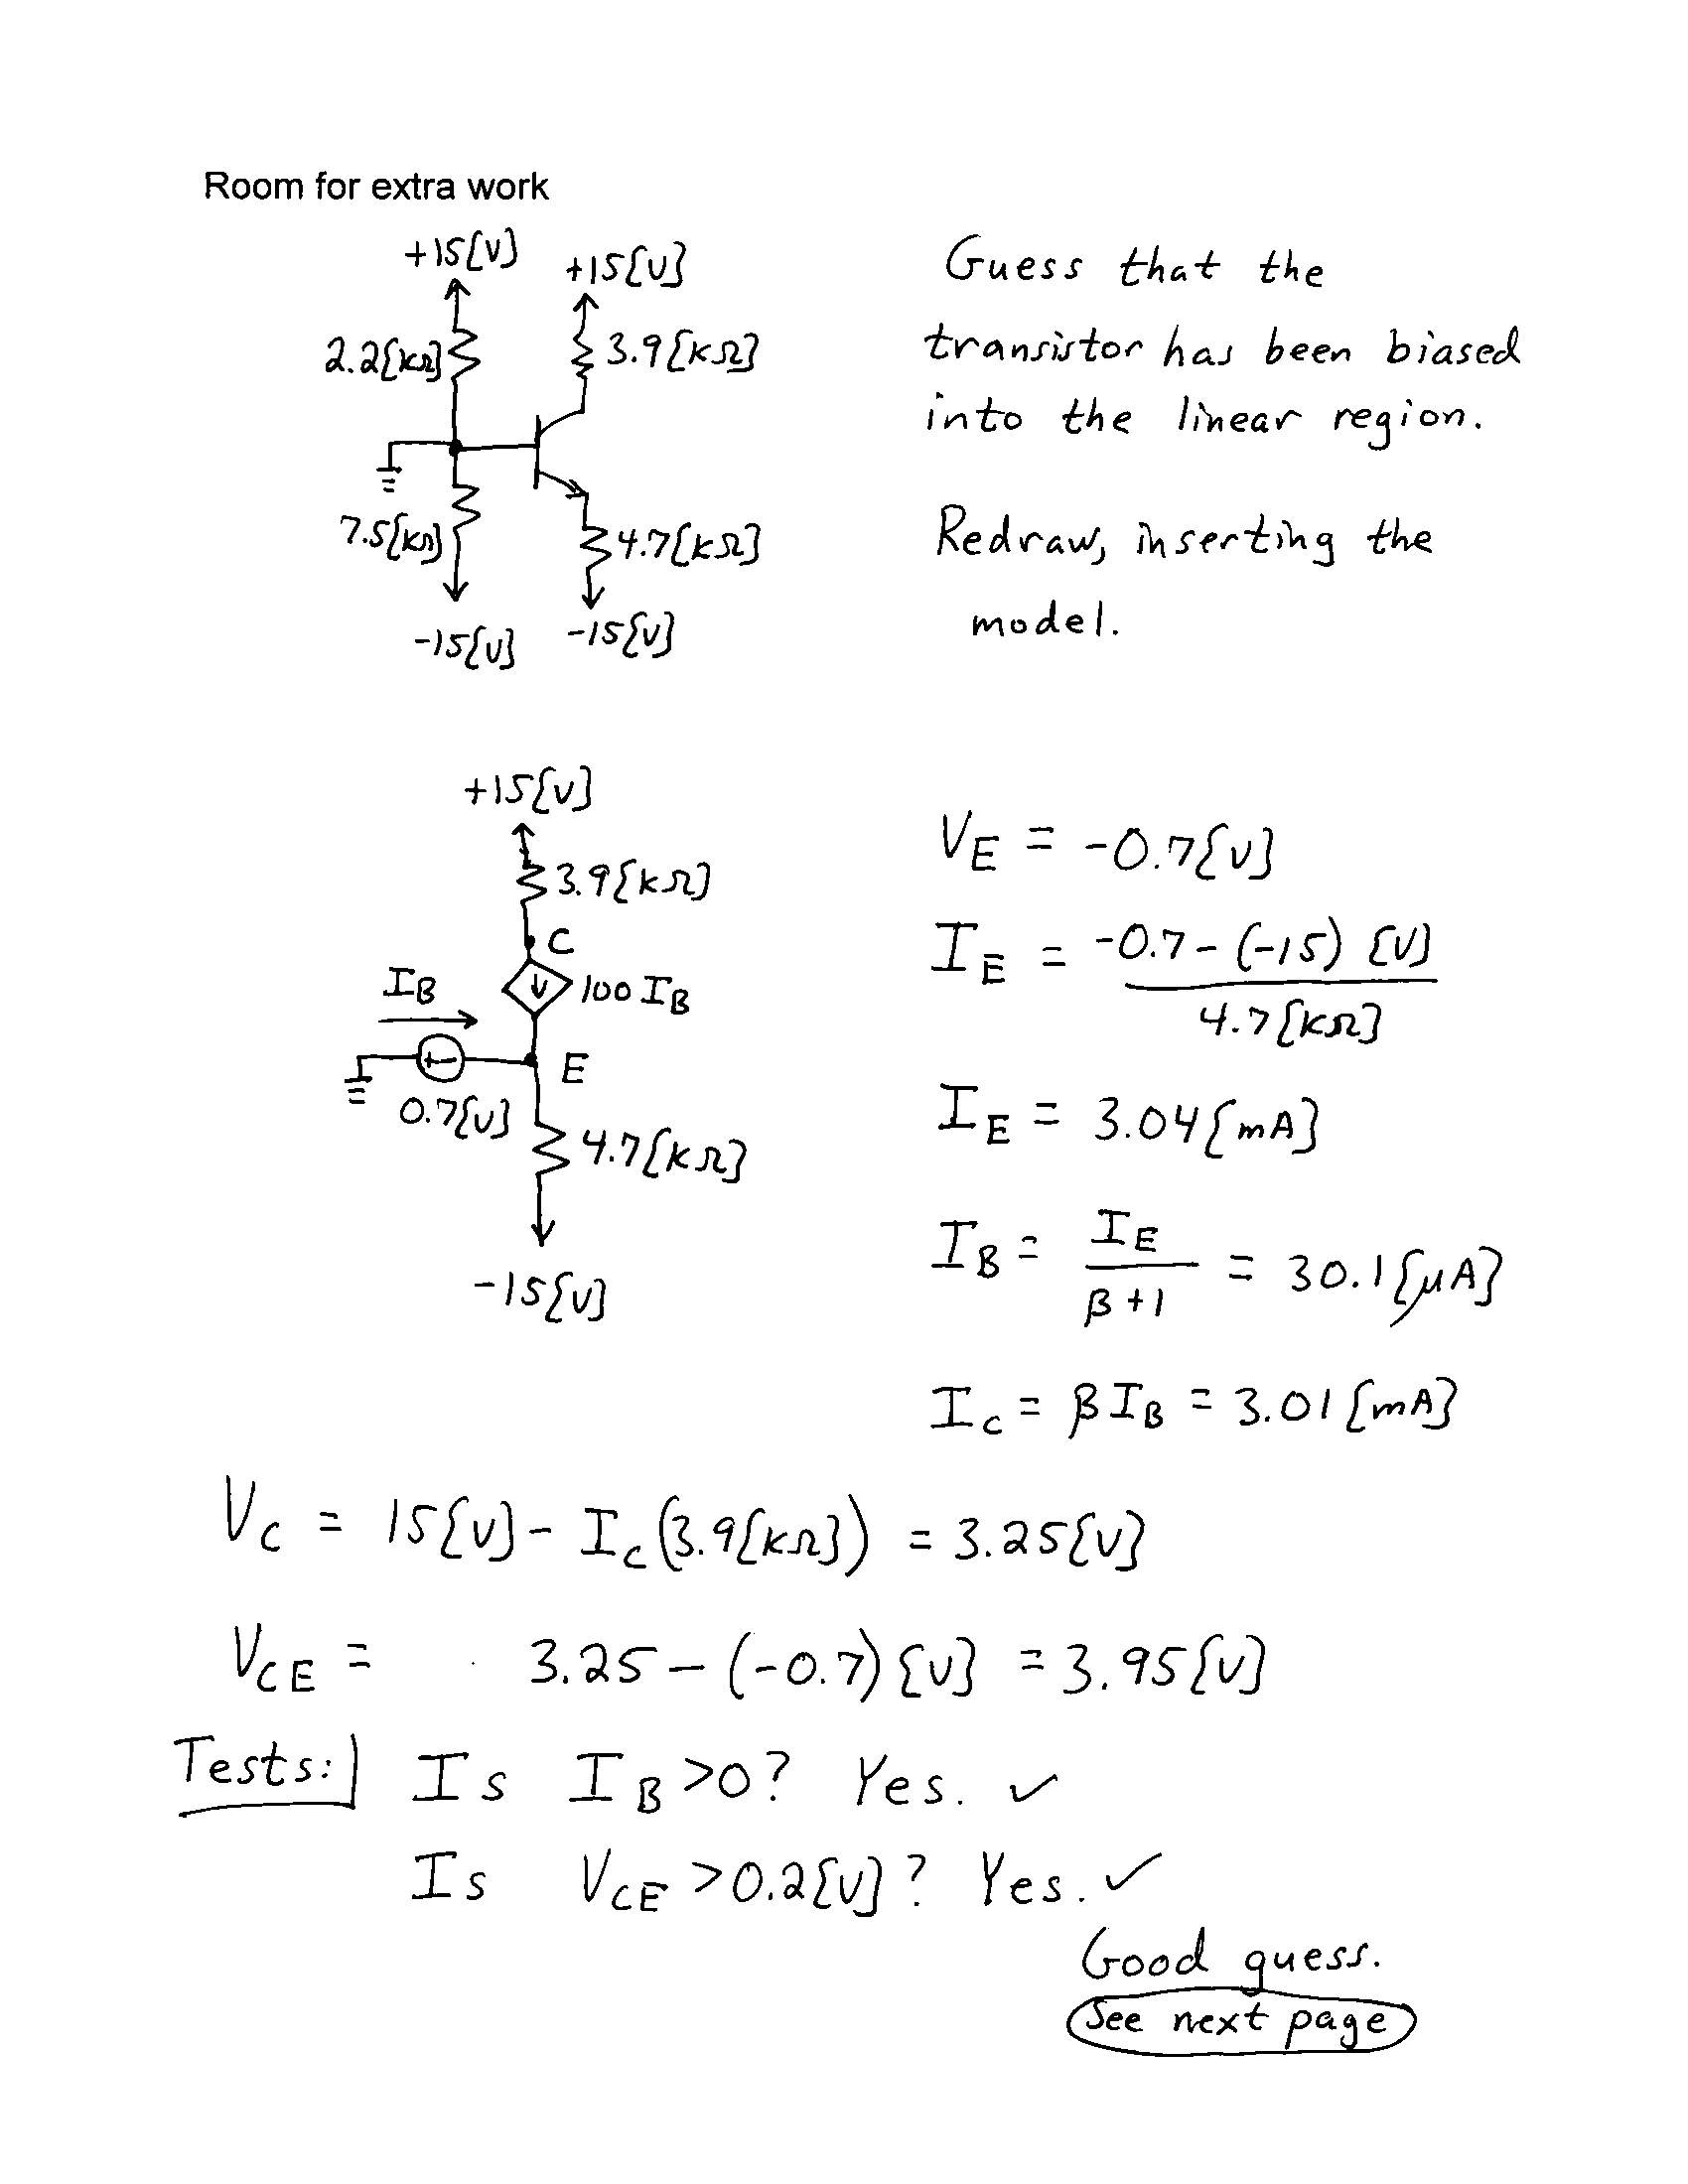 Room for extra work
+15[V]
+15[V]
2.2[kΩ]
3.9[kΩ]
7.5[kΩ]
4.7[kΩ]
-15[V]
-15[V]
Guess that the
transistor has been biased
into the linear region.
Redraw, inserting the
model.
+15[V]
3.9[kΩ]
C
I_B
100 I_B
E
+ -
0.7[V]
4.7[kΩ]
-15[V]
V_E = -0.7[V]
I_E = -0.7-(-15) [V]
4.7[kΩ]
I_E = 3.04[mA]
I_B = I_E / β+1 = 30.1[μA]
I_C = β I_B = 3.01[mA]
V_C = 15[V] - I_C(3.9[kΩ]) = 3.25[V]
V_CE = 3.25 - (-0.7) [V] = 3.95[V]
Tests: Is I_B >0? Yes. ✓
Is V_CE >0.2[V]? Yes. ✓
Good guess.
See next page